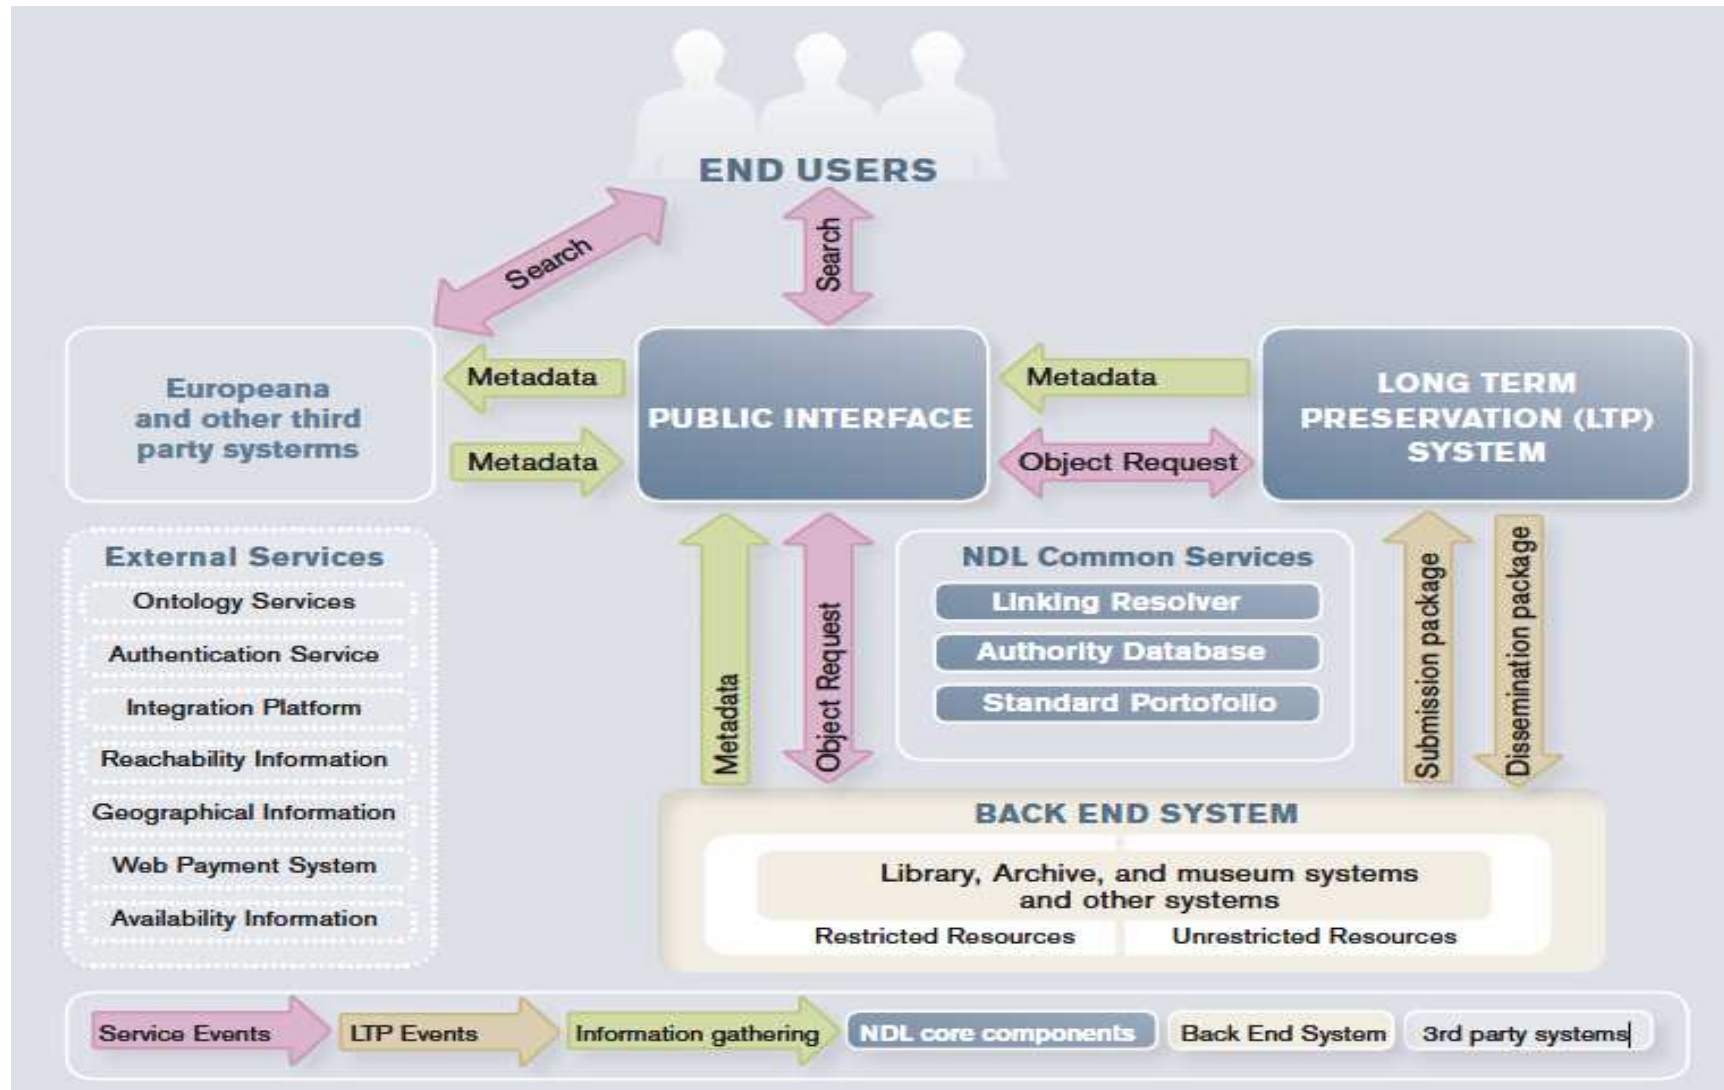 END USERS
Search
Search
Europeana
and other third
party systerms
Metadata
Metadata
PUBLIC INTERFACE
Metadata
Object Request
LONG TERM
PRESERVATION (LTP)
SYSTEM
External Services
Ontology Services
Authentication Service
Integration Platform
Reachability Information
Geographical Information
Web Payment System
Availability Information
Metadata
Object Request
NDL Common Services
Linking Resolver
Authority Database
Standard Portofolio
Submission package
Dissemination package
BACK END SYSTEM
Library, Archive, and museum systems
and other systems
Restricted Resources
Unrestricted Resources
Service Events
LTP Events
Information gathering
NDL core components
Back End System
3rd party systems